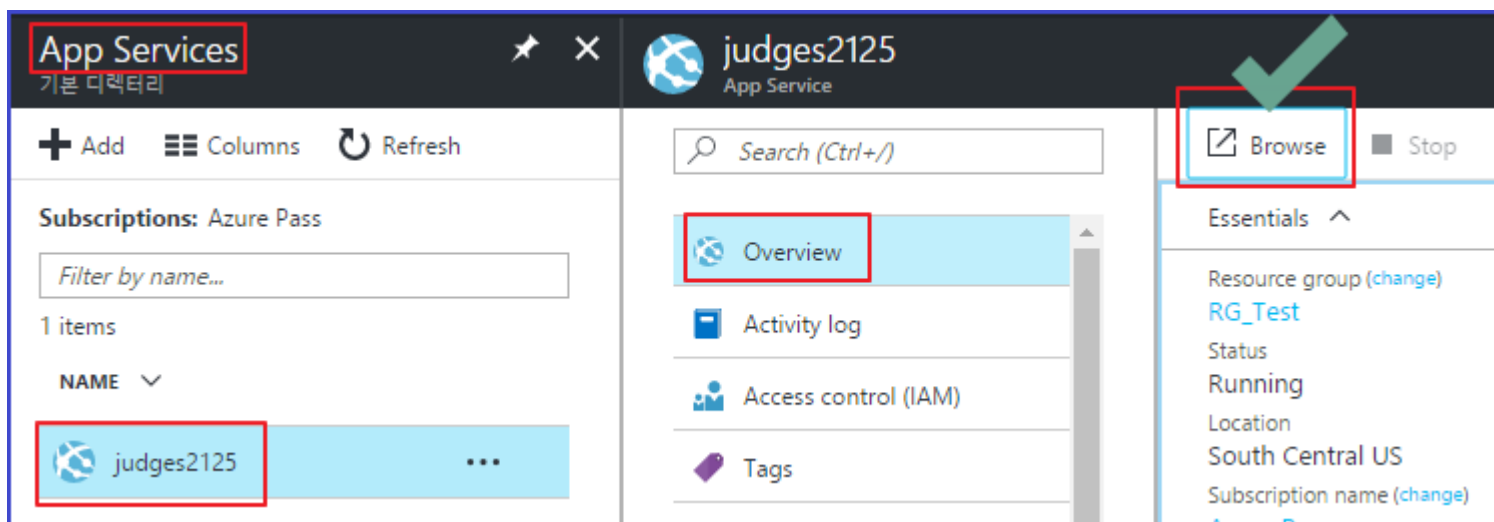 App Services
기본 디렉터리
Add Columns Refresh
Subscriptions: Azure Pass
Filter by name...
1 items
NAME
judges2125
judges2125
App Service
Search (Ctrl+/)
Overview
Activity log
Access control (IAM)
Tags
Browse Stop
Essentials
Resource group (change)
RG_Test
Status
Running
Location
South Central US
Subscription name (change)